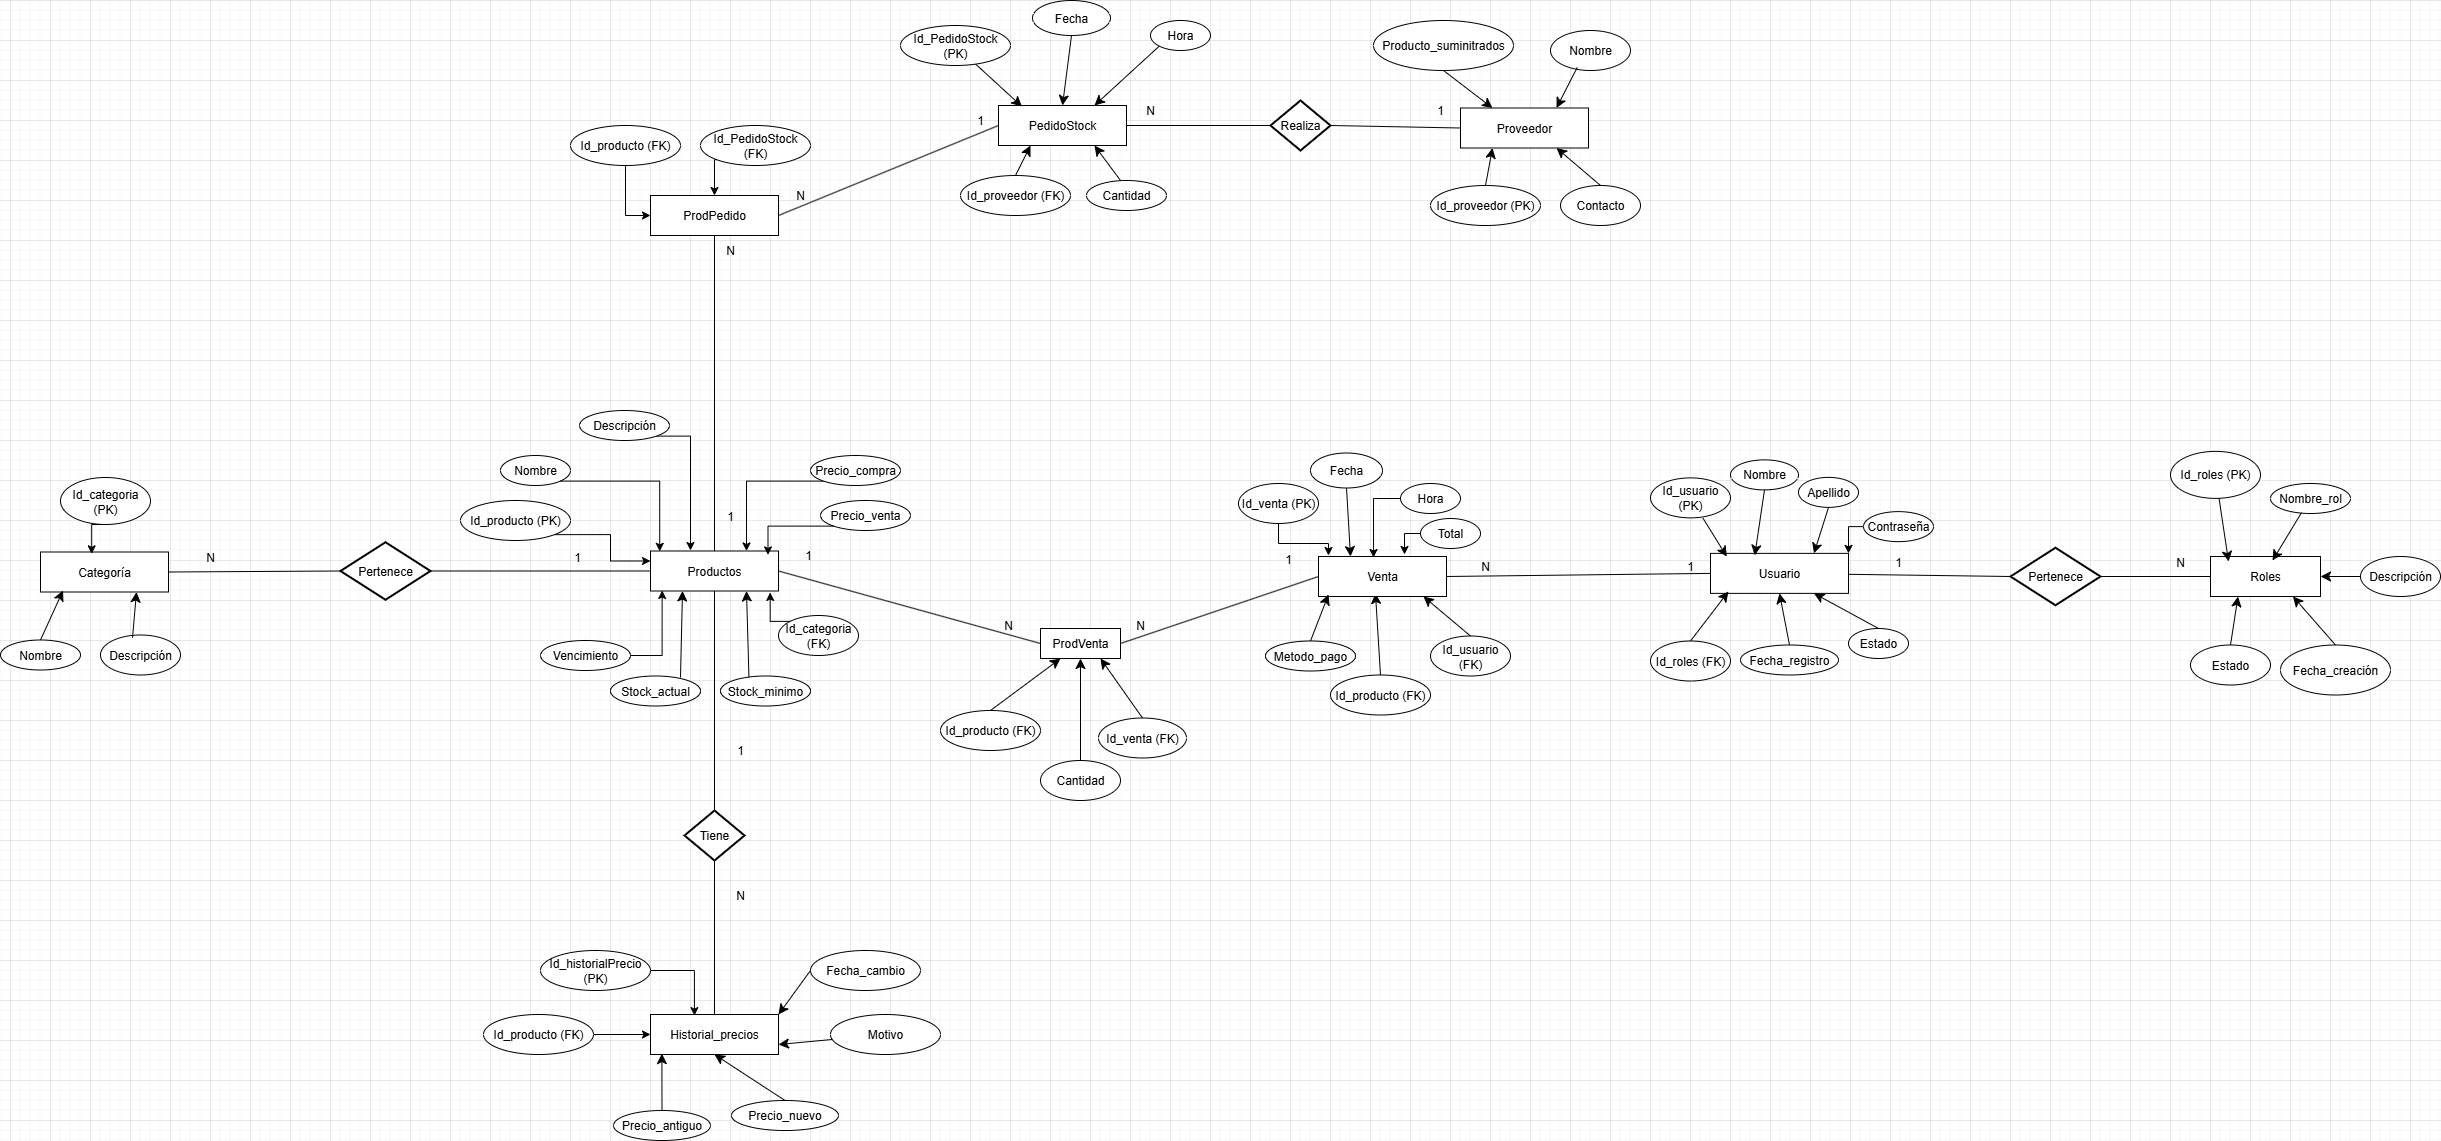 Fecha
Id_PedidoStock
(PK)
Hora
Producto_suminitrados
Nombre
N
1
1
PedidoStock
Realiza
Proveedor
Id_producto (FK)
Id_PedidoStock
(FK)
N
Id_proveedor (FK)
Cantidad
Id_proveedor (PK)
Contacto
ProdPedido
N
Descripción
Nombre
Precio_compra
Id_producto (PK)
Precio_venta
1
1
Id_categoria
(PK)
N
Categoría
Pertenece
1
Productos
Nombre
Descripción
Vencimiento
Id_categoria
(FK)
Stock_actual
Stock_minimo
N
N
ProdVenta
Id_producto (FK)
Id_venta (FK)
Cantidad
Fecha
Id_venta (PK)
Hora
Total
1
Venta
N
1
Metodo_pago
Id_usuario
(FK)
Id_producto (FK)
Id_usuario
(PK)
Nombre
Apellido
Contraseña
Usuario
1
Pertenece
N
Id_roles (FK)
Fecha_registro
Estado
Id_roles (PK)
Nombre_rol
Roles
Descripción
Estado
Fecha_creación
1
Tiene
N
Id_historialPrecio
(PK)
Fecha_cambio
Id_producto (FK)
Historial_precios
Motivo
Precio_antiguo
Precio_nuevo